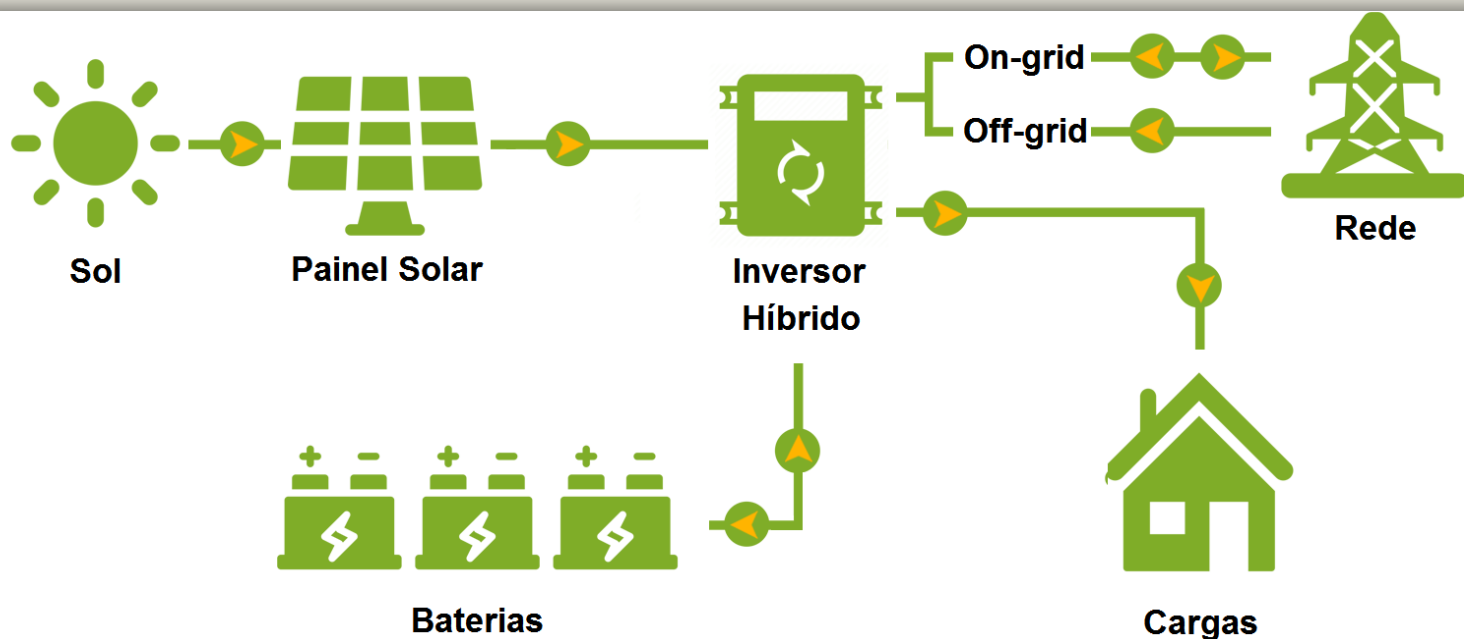 On-grid
Off-grid
Rede
Sol
Painel Solar
Inversor
Híbrido
+ - + - + -
Baterias
Cargas